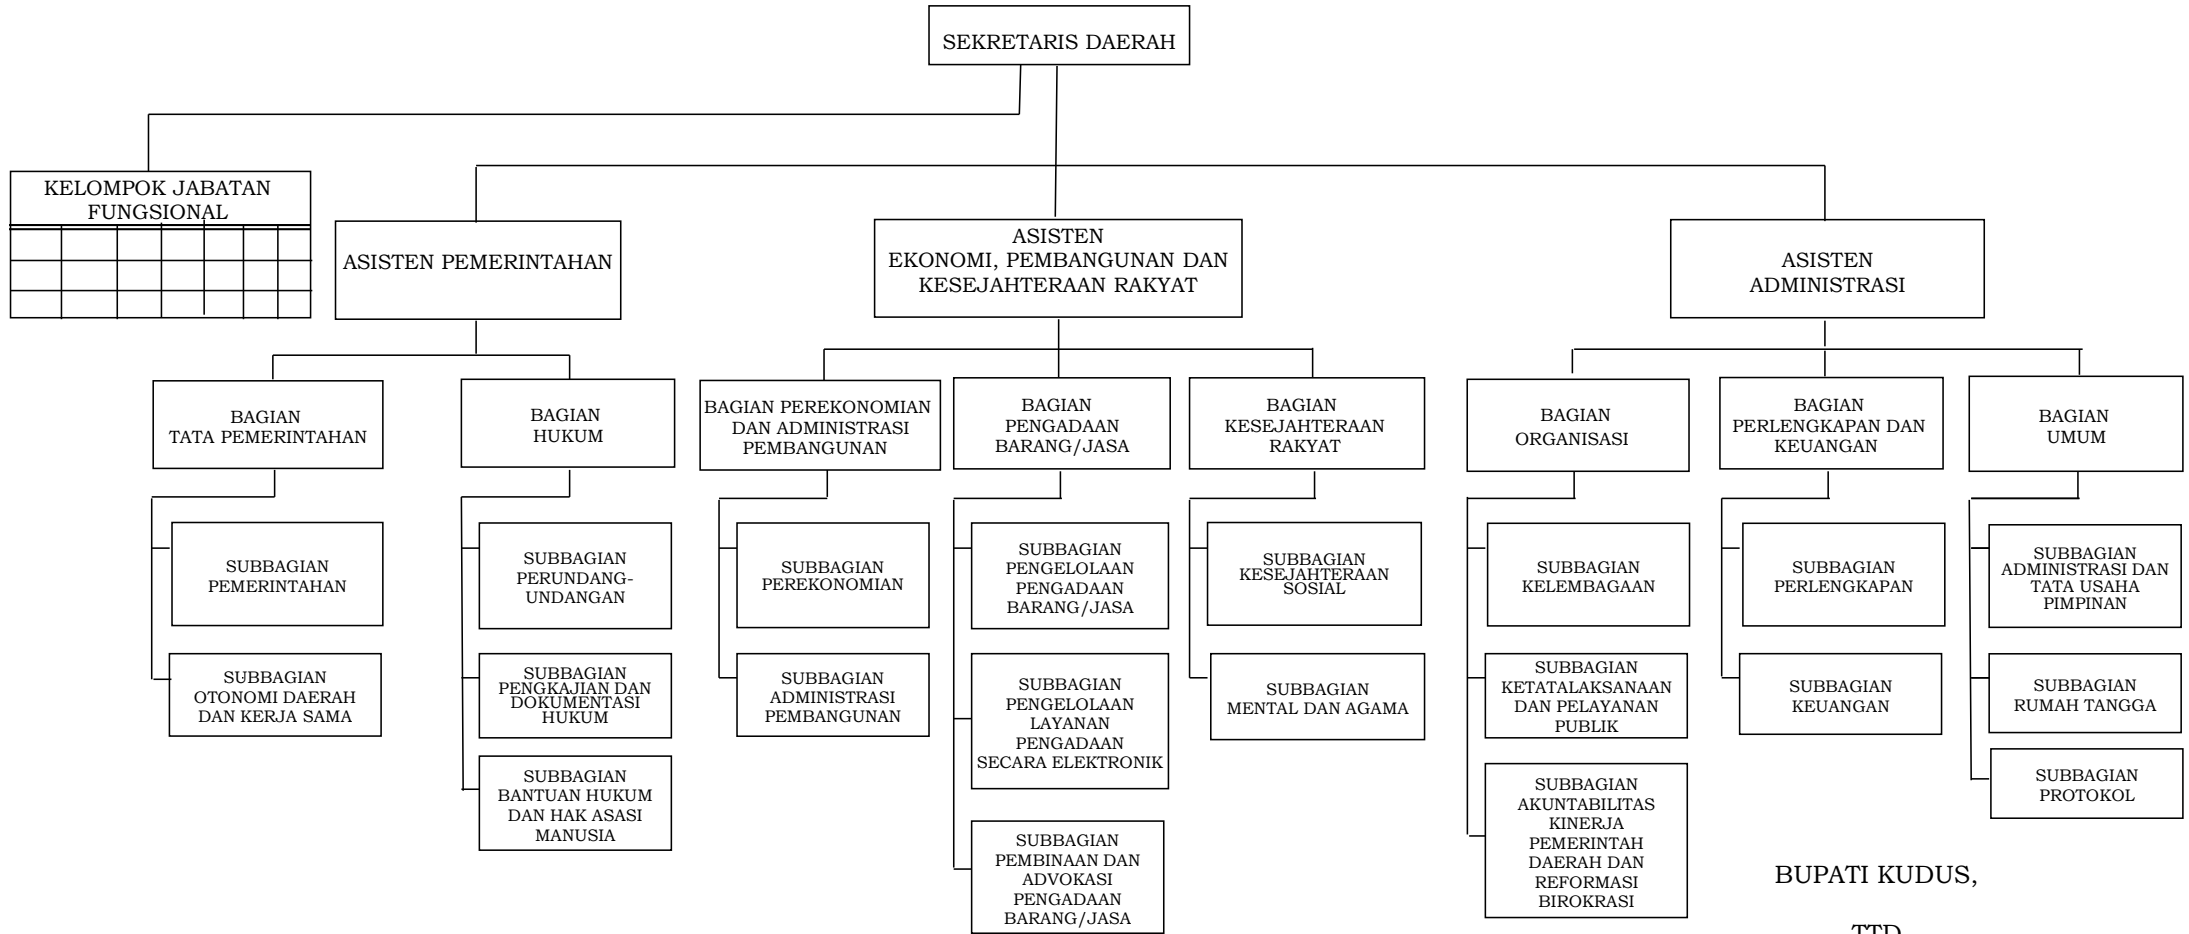 SEKRETARIS DAERAH
KELOMPOK JABATAN
FUNGSIONAL
ASISTEN PEMERINTAHAN
ASISTEN
EKONOMI, PEMBANGUNAN DAN
KESEJAHTERAAN RAKYAT
ASISTEN
ADMINISTRASI
BAGIAN
TATA PEMERINTAHAN
BAGIAN
HUKUM
BAGIAN PEREKONOMIAN
DAN ADMINISTRASI
PEMBANGUNAN
BAGIAN
PENGADAAN
BARANG/JASA
BAGIAN
KESEJAHTERAAN
RAKYAT
BAGIAN
ORGANISASI
BAGIAN
PERLENGKAPAN DAN
KEUANGAN
BAGIAN
UMUM
SUBBAGIAN
PEMERINTAHAN
SUBBAGIAN
PERUNDANG-
UNDANGAN
SUBBAGIAN
PEREKONOMIAN
SUBBAGIAN
PENGELOLAAN
PENGADAAN
BARANG/JASA
SUBBAGIAN
KESEJAHTERAAN
SOSIAL
SUBBAGIAN
KELEMBAGAAN
SUBBAGIAN
PERLENGKAPAN
SUBBAGIAN
ADMINISTRASI DAN
TATA USAHA
PIMPINAN
SUBBAGIAN
OTONOMI DAERAH
DAN KERJA SAMA
SUBBAGIAN
PENGKAJIAN DAN
DOKUMENTASI
HUKUM
SUBBAGIAN
ADMINISTRASI
PEMBANGUNAN
SUBBAGIAN
PENGELOLAAN
LAYANAN
PENGADAAN
SECARA ELEKTRONIK
SUBBAGIAN
MENTAL DAN AGAMA
SUBBAGIAN
KETATALAKSANAAN
DAN PELAYANAN
PUBLIK
SUBBAGIAN
KEUANGAN
SUBBAGIAN
RUMAH TANGGA
SUBBAGIAN
BANTUAN HUKUM
DAN HAK ASASI
MANUSIA
SUBBAGIAN
PEMBINAAN DAN
ADVOKASI
PENGADAAN
BARANG/JASA
SUBBAGIAN
AKUNTABILITAS
KINERJA
PEMERINTAH
DAERAH DAN
REFORMASI
BIROKRASI
SUBBAGIAN
PROTOKOL
BUPATI KUDUS,
TTD